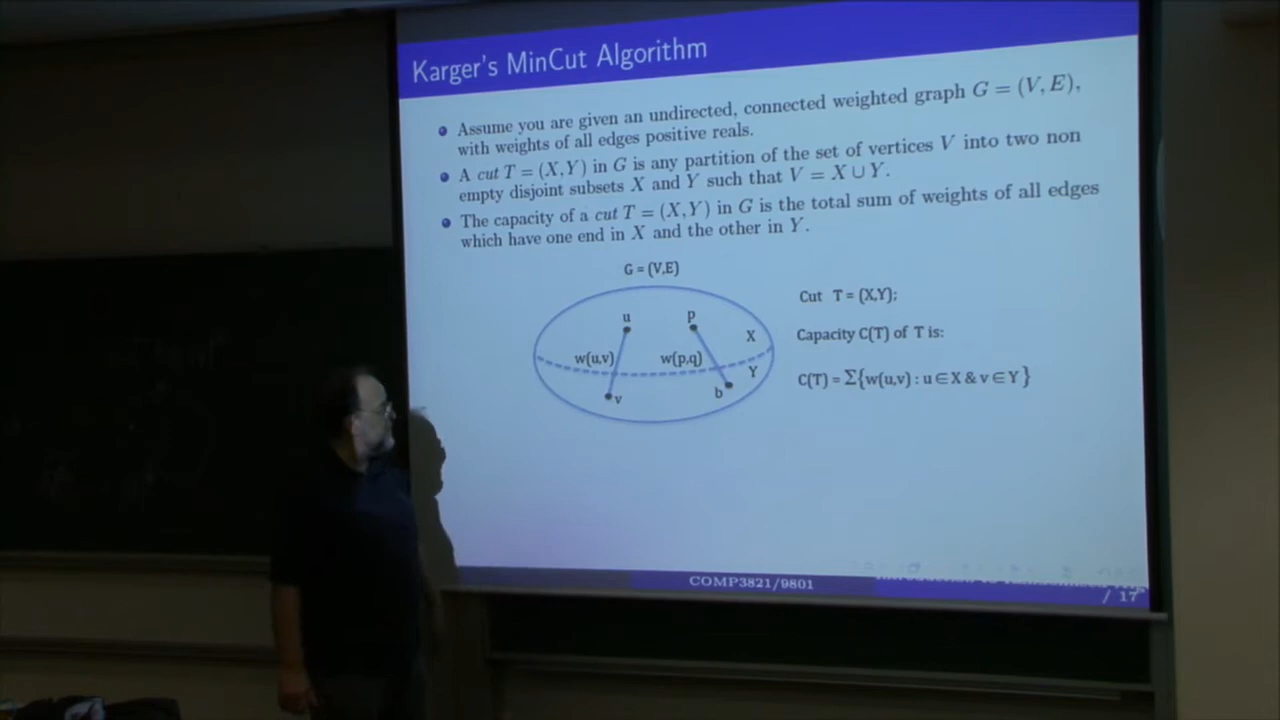 Karger's MinCut Algorithm
Assume you are given an undirected, connected weighted graph G = (V, E),
with weights of all edges positive reals.
A cut T = (X, Y) in G is any partition of the set of vertices V into two non
empty disjoint subsets X and Y such that V = X ∪ Y.
The capacity of a cut T = (X, Y) in G is the total sum of weights of all edges
which have one end in X and the other in Y.
G = (V,E)
Cut T = (X,Y);
u
p
X
Capacity C(T) of T is:
w(u,v)
w(p,q)
Y
C(T) = Σ{w(u,v) : u ∈ X & v ∈ Y}
v
b
COMP3821/9801
/ 17